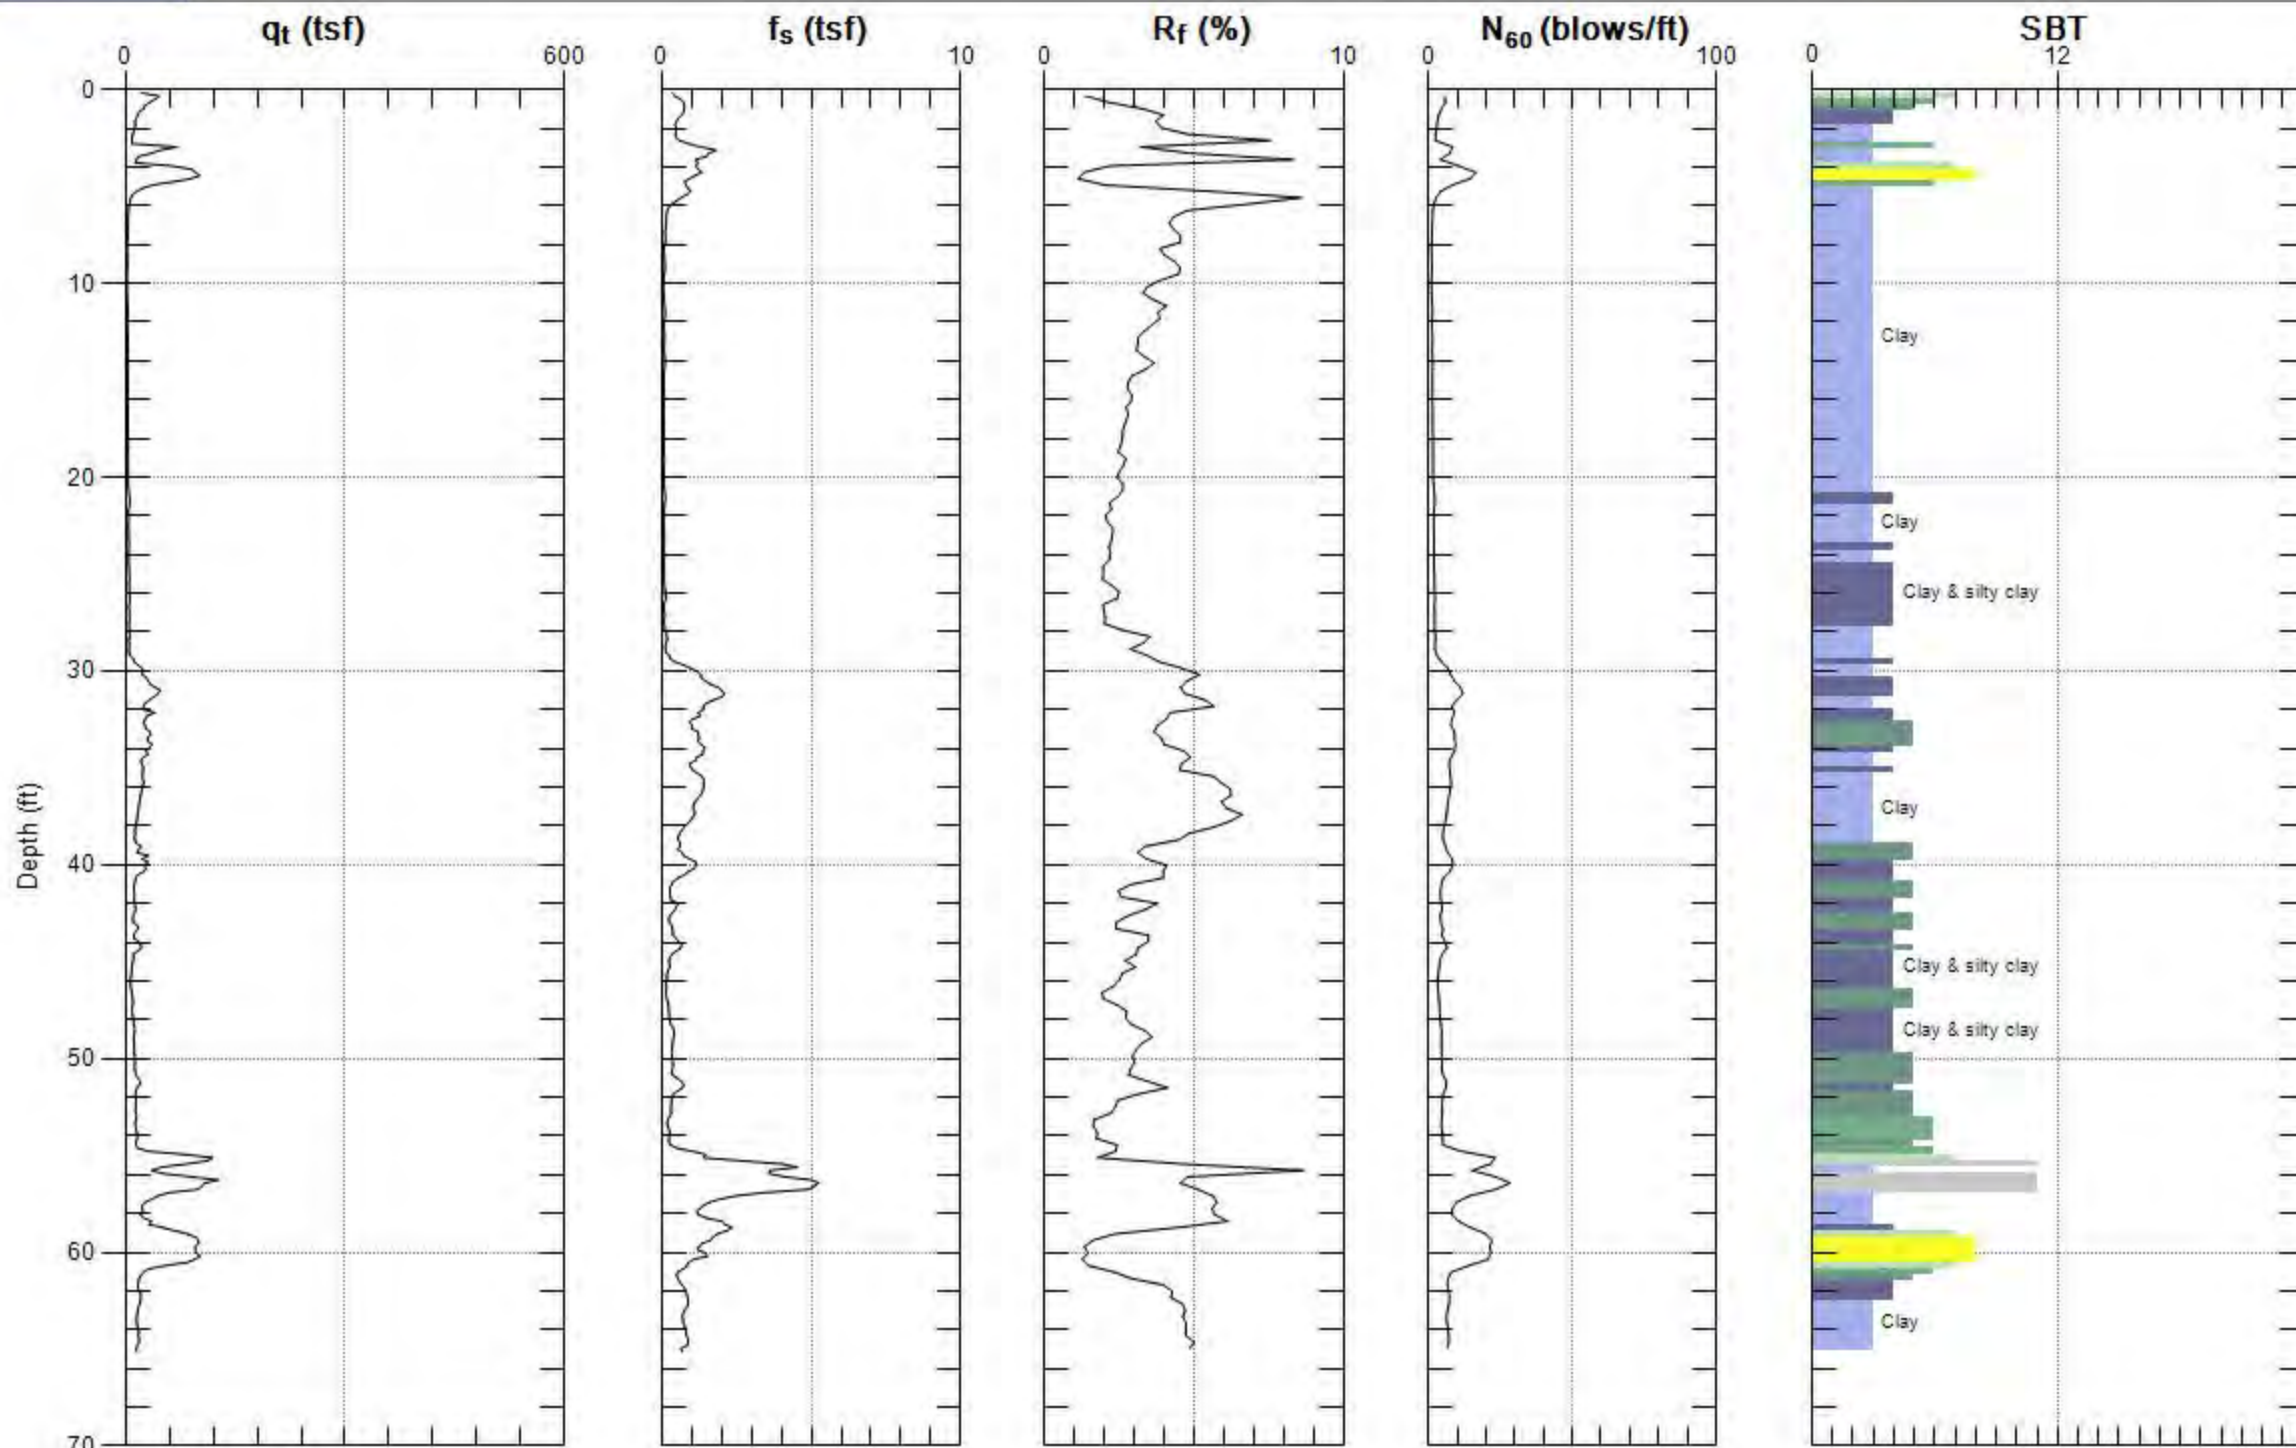 qt (tsf) fs (tsf) Rf (%) N60 (blows/ft) SBT
0 600 0 10 0 10 0 100 0 12
0
10
Clay
20
Clay
Clay & silty clay
30
Depth (ft)
Clay
40
Clay & silty clay
Clay & silty clay
50
60
Clay
70